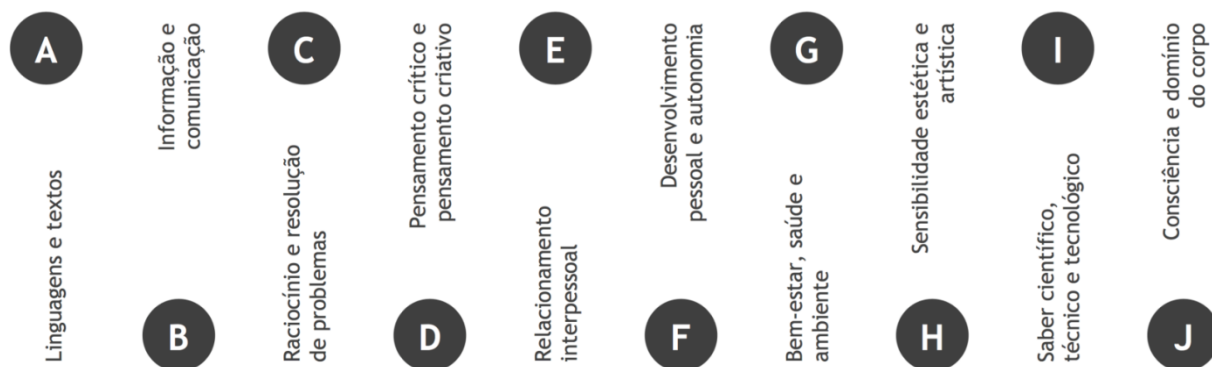 A
Linguagens e textos
B
Informação e
comunicação
C
Raciocínio e resolução
de problemas
D
Pensamento crítico e
pensamento criativo
E
Relacionamento
interpessoal
F
Desenvolvimento
pessoal e autonomia
G
Bem-estar, saúde e
ambiente
H
Sensibilidade estética e
artística
I
Saber científico,
técnico e tecnológico
J
Consciência e domínio
do corpo